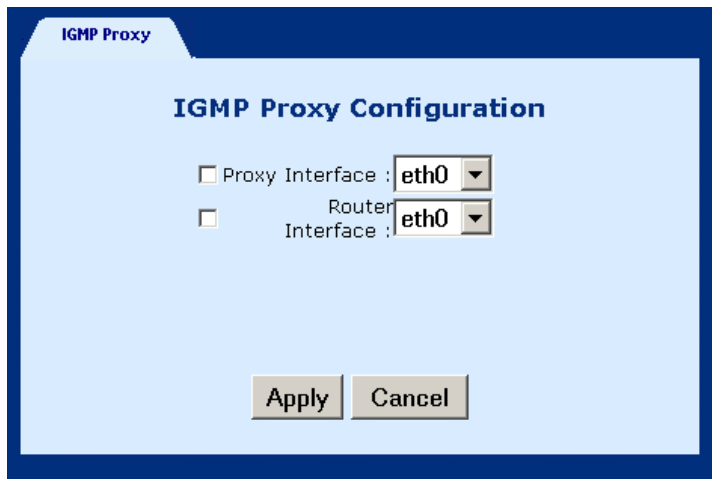 IGMP Proxy
IGMP Proxy Configuration
Proxy Interface : eth0
Router
Interface : eth0
Apply Cancel